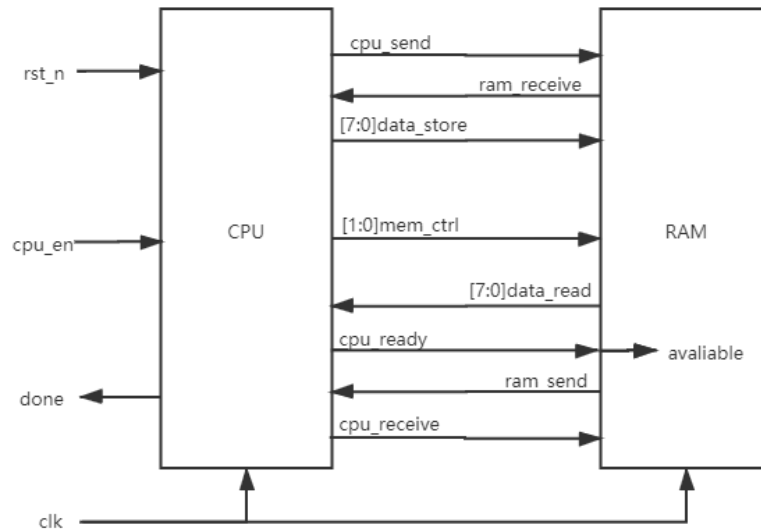 cpu_send
rst_n
ram_receive
[7:0]data_store
CPU
[1:0]mem_ctrl
RAM
cpu_en
[7:0]data_read
cpu_ready
avaliable
ram_send
done
cpu_receive
clk